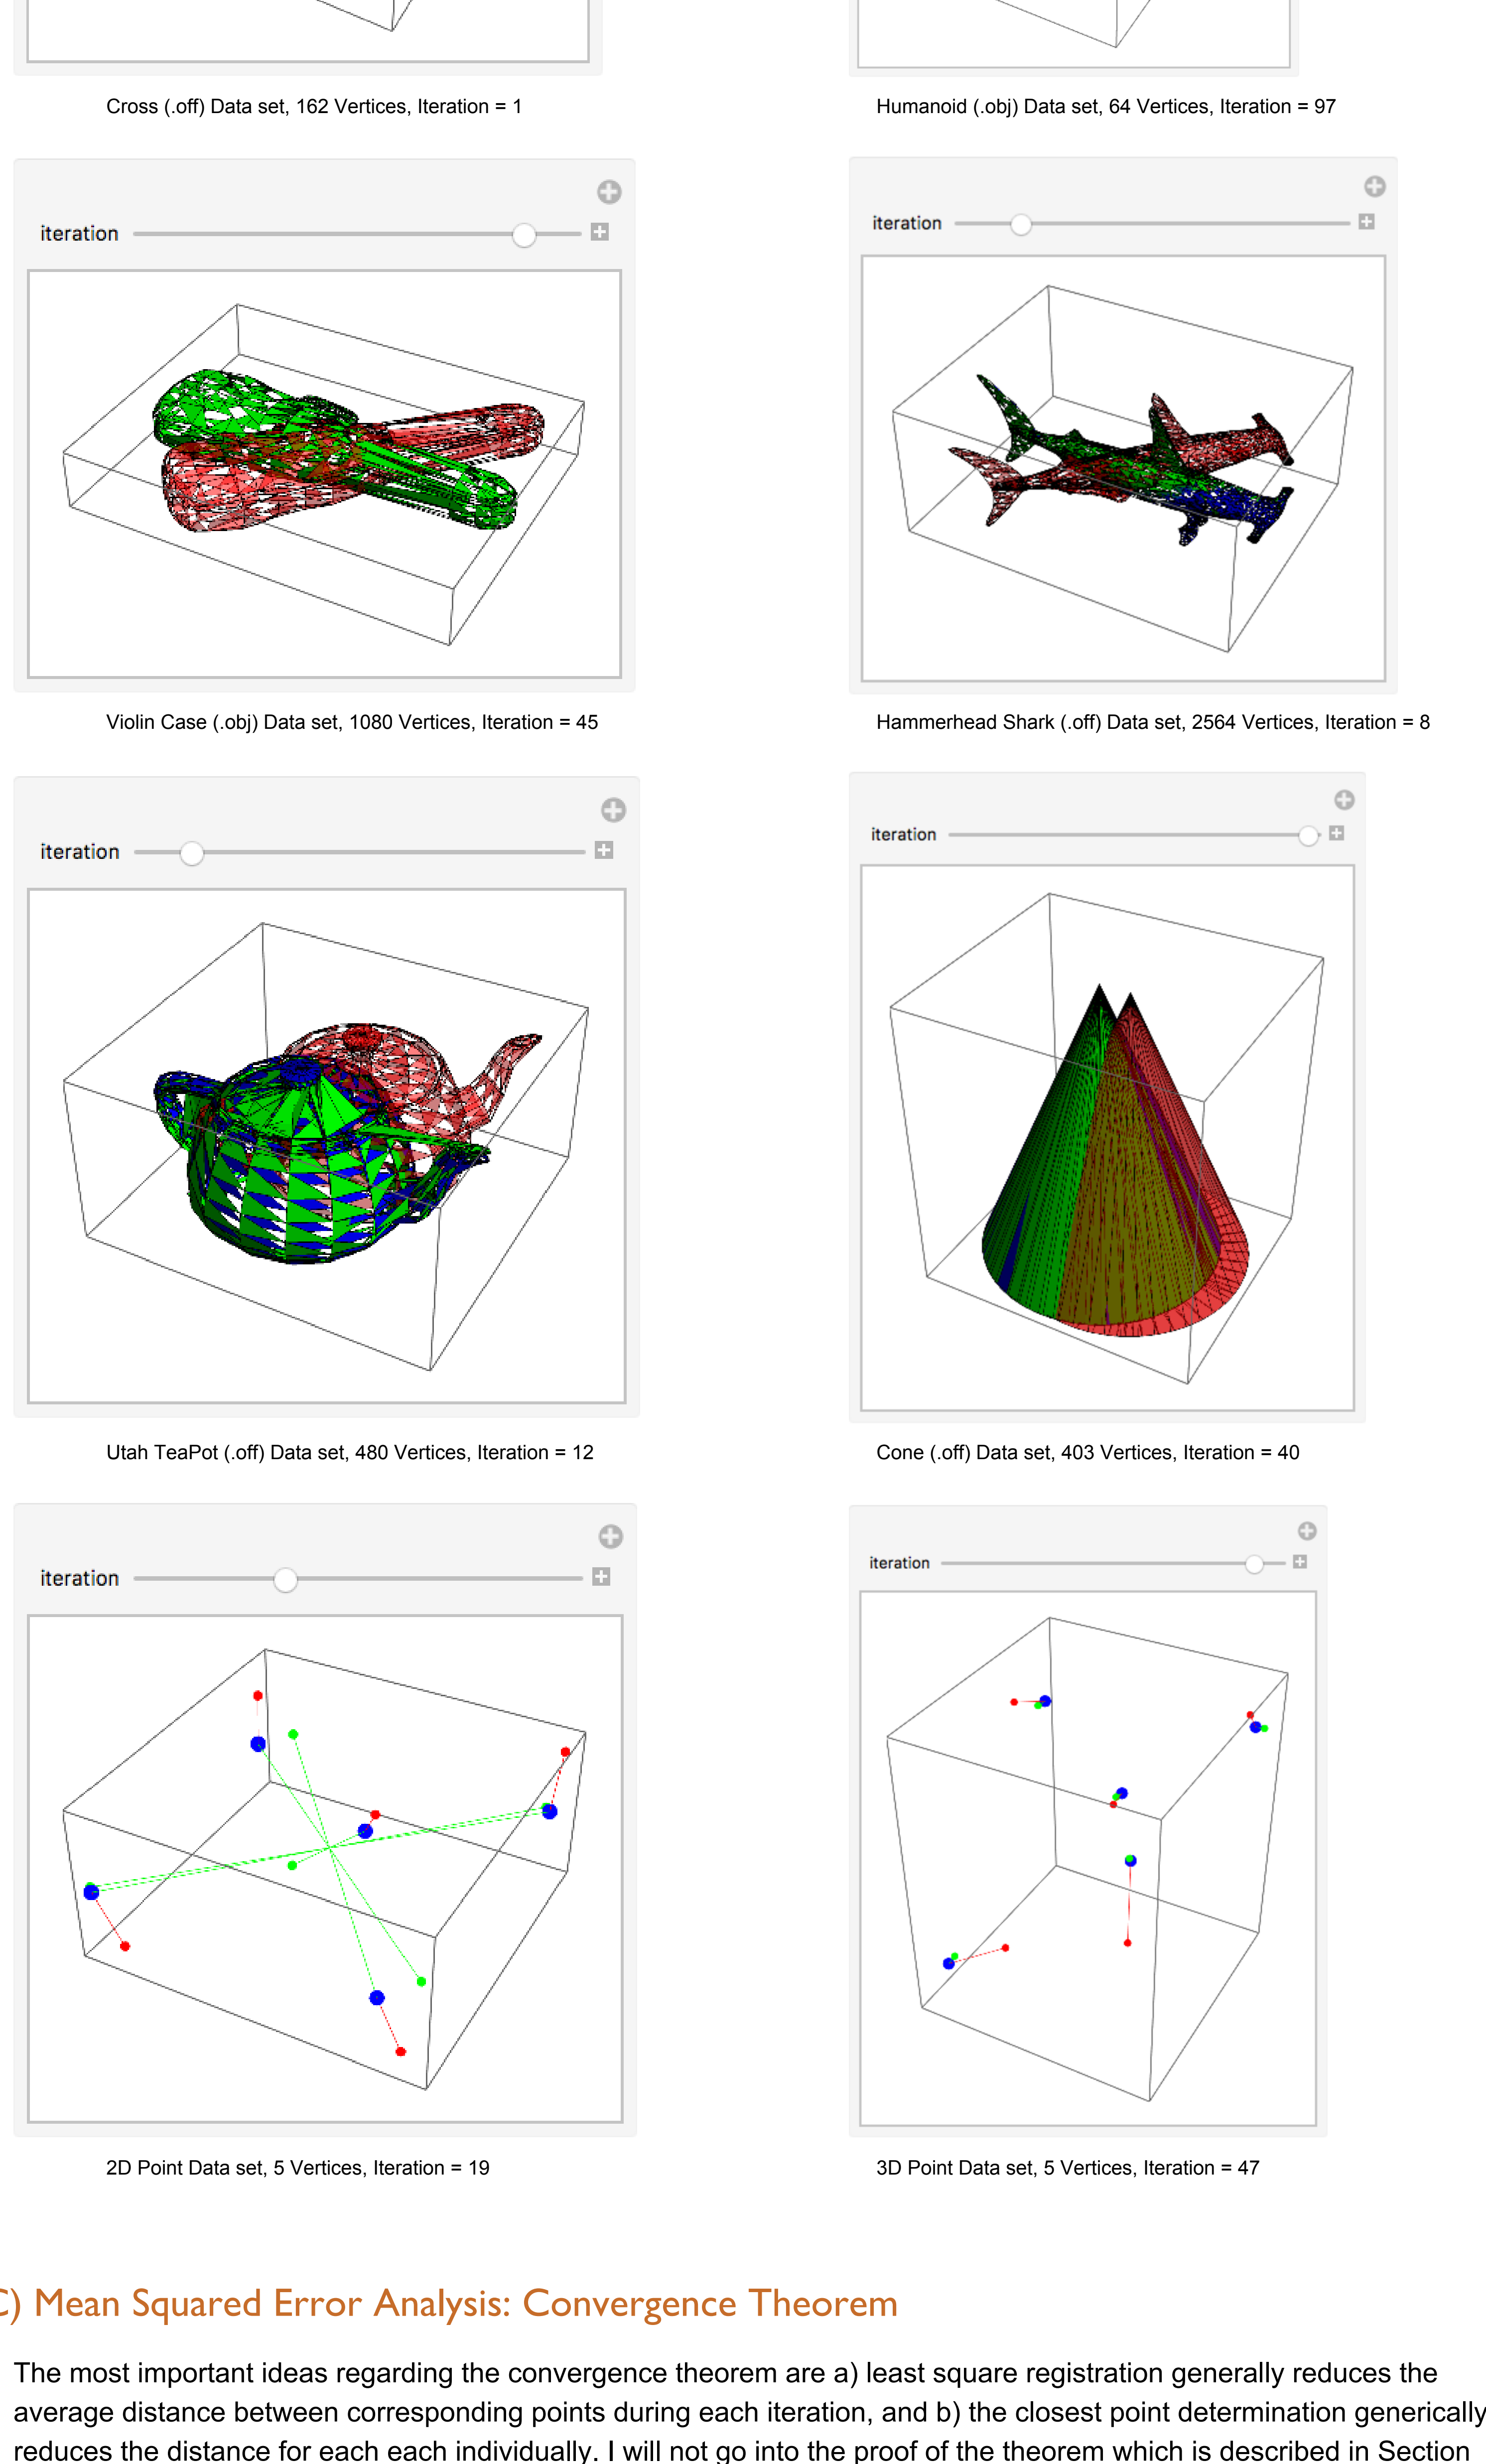 Cross (.off) Data set, 162 Vertices, Iteration = 1
Humanoid (.obj) Data set, 64 Vertices, Iteration = 97
iteration
iteration
Violin Case (.obj) Data set, 1080 Vertices, Iteration = 45
Hammerhead Shark (.off) Data set, 2564 Vertices, Iteration = 8
iteration
iteration
Utah TeaPot (.off) Data set, 480 Vertices, Iteration = 12
Cone (.off) Data set, 403 Vertices, Iteration = 40
iteration
iteration
2D Point Data set, 5 Vertices, Iteration = 19
3D Point Data set, 5 Vertices, Iteration = 47
C) Mean Squared Error Analysis: Convergence Theorem
The most important ideas regarding the convergence theorem are a) least square registration generally reduces the
average distance between corresponding points during each iteration, and b) the closest point determination generically
reduces the distance for each each individually. I will not go into the proof of the theorem which is described in Section